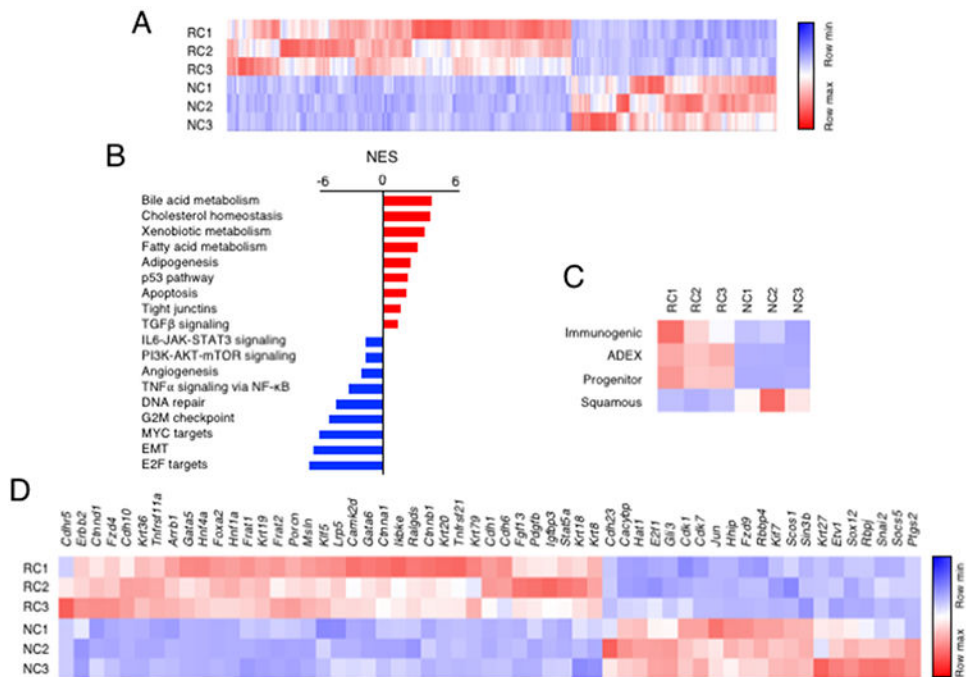 A
RC1
RC2
RC3
NC1
NC2
NC3
Row min
Row max
B
NES
-6 0 6
Bile acid metabolism
Cholesterol homeostasis
Xenobiotic metabolism
Fatty acid metabolism
Adipogenesis
p53 pathway
Apoptosis
Tight junctins
TGFβ signaling
IL6-JAK-STAT3 signaling
PI3K-AKT-mTOR signaling
Angiogenesis
TNFα signaling via NF-κB
DNA repair
G2M checkpoint
MYC targets
EMT
E2F targets
C
RC1 RC2 RC3 NC1 NC2 NC3
Immunogenic
ADEX
Progenitor
Squamous
D
Cdhr5 Erbb2 Ctnnd1 Fzd4 Cdh10 Krt36 Tnfrsf11a Arrb1 Gata5 Hnf4a Foxa2 Hnf1a Frat1 Krt19 Frat2 Porcn Msln Lrp5 Camk2d Gata6 Ctnna1 Ikbke Ralgds Ctnnb1 Krt20 Tnfrsf21 Krt79 Cdh1 Cdh6 Fgf13 Pdgfb Igfbp3 Stat5a Krt18 Krt8 Cdh23 Cacybp Hat1 E2f1 Gli3 Cdk1 Cdk7 Jun Hhip Fzd9 Rbbp4 Kif7 Scos1 Sin3b Krt27 Etv1 Sox12 Rbpj Snai2 Socs5 Ptgs2
RC1
RC2
RC3
NC1
NC2
NC3
Row min
Row max